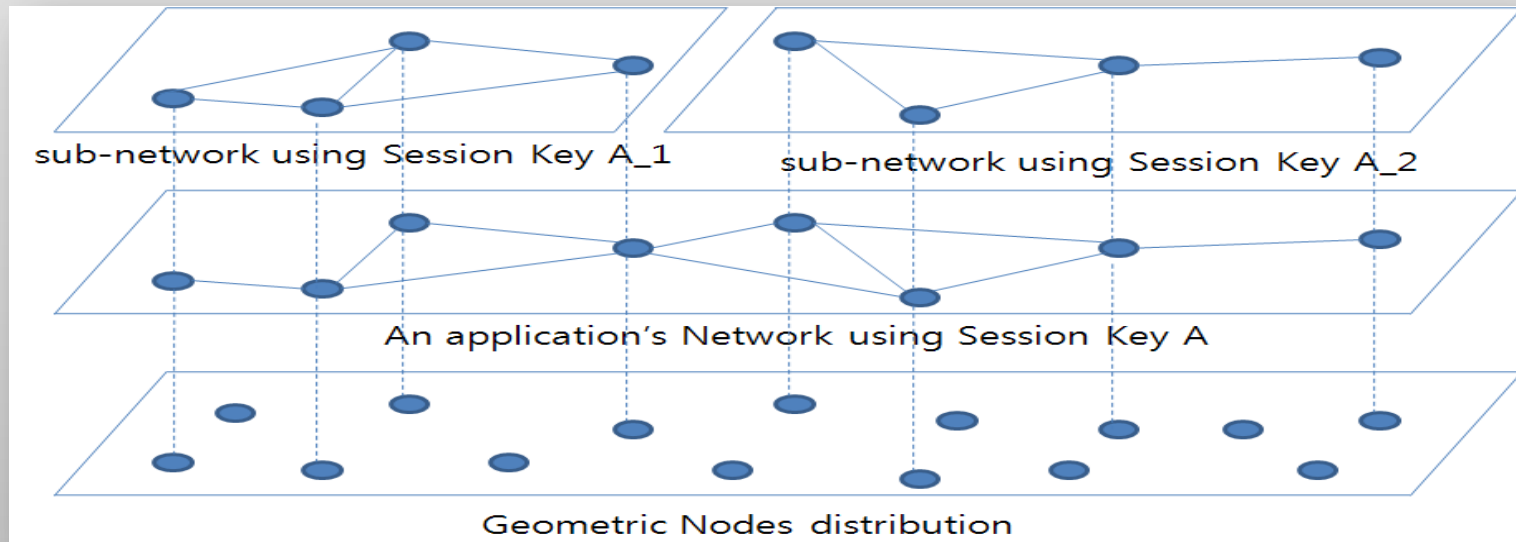 sub-network using Session Key A_1
sub-network using Session Key A_2
An application’s Network using Session Key A
Geometric Nodes distribution